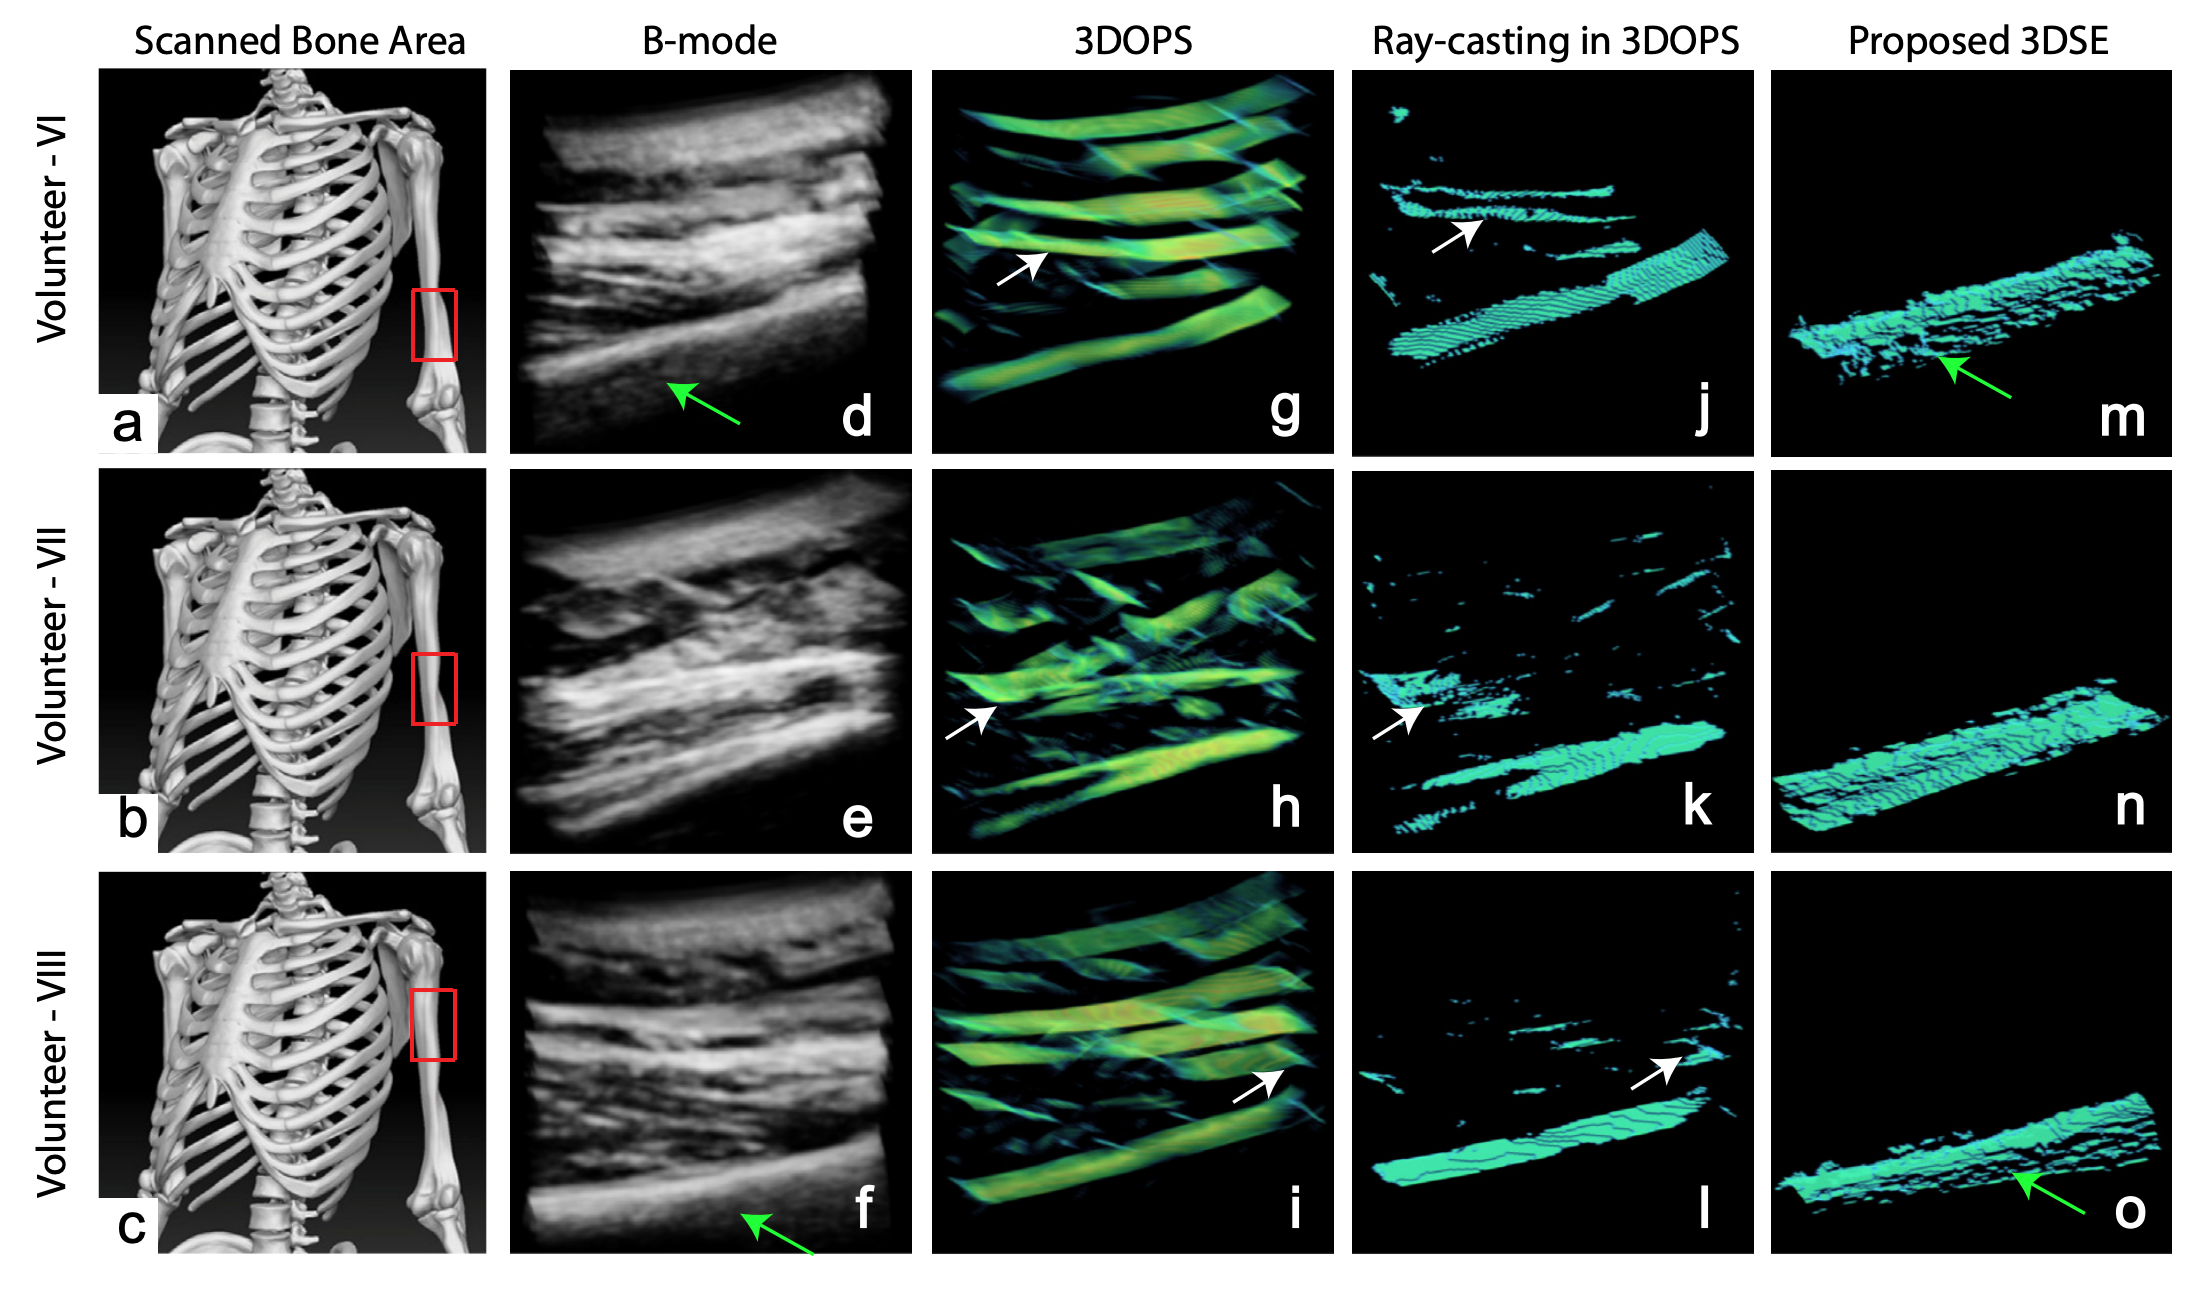 Scanned Bone Area B-mode 3DOPS Ray-casting in 3DOPS Proposed 3DSE
Volunteer - VI
a d g j m
Volunteer - VII
b e h k n
Volunteer - VIII
c f i l o